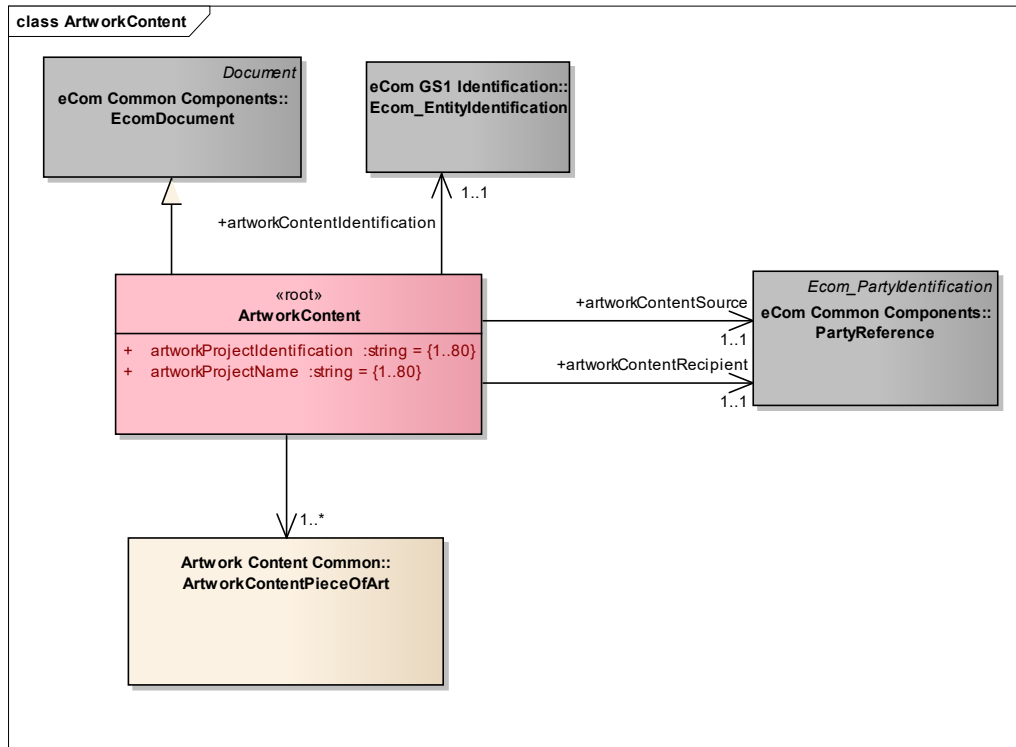 class ArtworkContent
Document
eCom Common Components::
EcomDocument
eCom GS1 Identification::
Ecom_EntityIdentification
1..1
+artworkContentIdentification
«root»
ArtworkContent
+ artworkProjectIdentification :string = {1..80}
+ artworkProjectName :string = {1..80}
+artworkContentSource
1..1
+artworkContentRecipient
1..1
Ecom_PartyIdentification
eCom Common Components::
PartyReference
1..*
Artwork Content Common::
ArtworkContentPieceOfArt